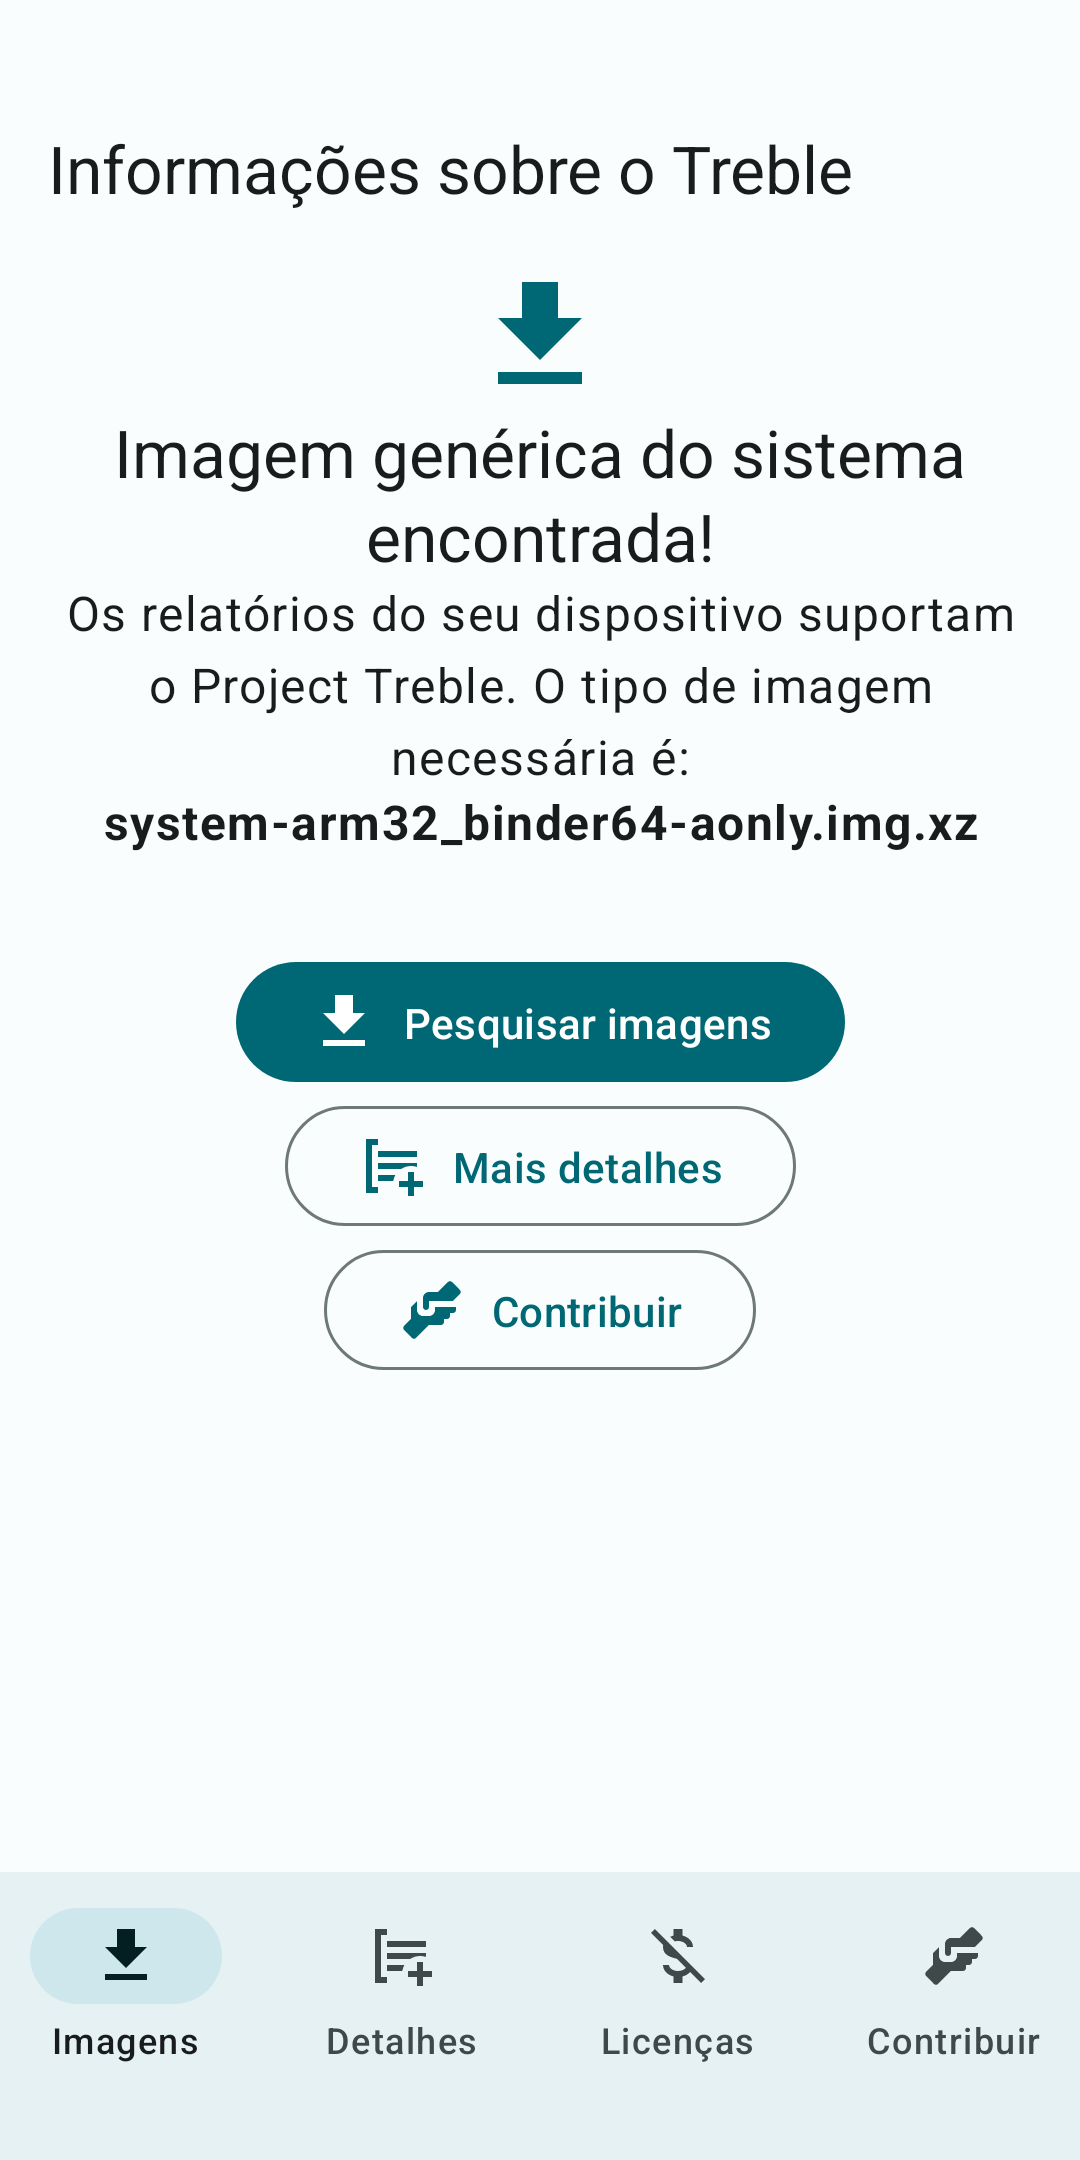 Informações sobre o Treble
Imagem genérica do sistema
encontrada!
Os relatórios do seu dispositivo suportam
o Project Treble. O tipo de imagem
necessária é:
system-arm32_binder64-aonly.img.xz
Pesquisar imagens
Mais detalhes
Contribuir
Imagens
Detalhes
Licenças
Contribuir